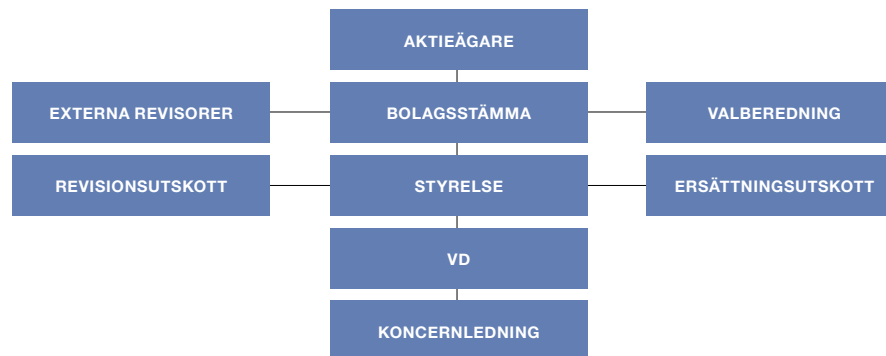 AKTIEÄGARE
EXTERNA REVISORER
BOLAGSSTÄMMA
VALBEREDNING
REVISIONSUTSKOTT
STYRELSE
ERSÄTTNINGSUTSKOTT
VD
KONCERNLEDNING